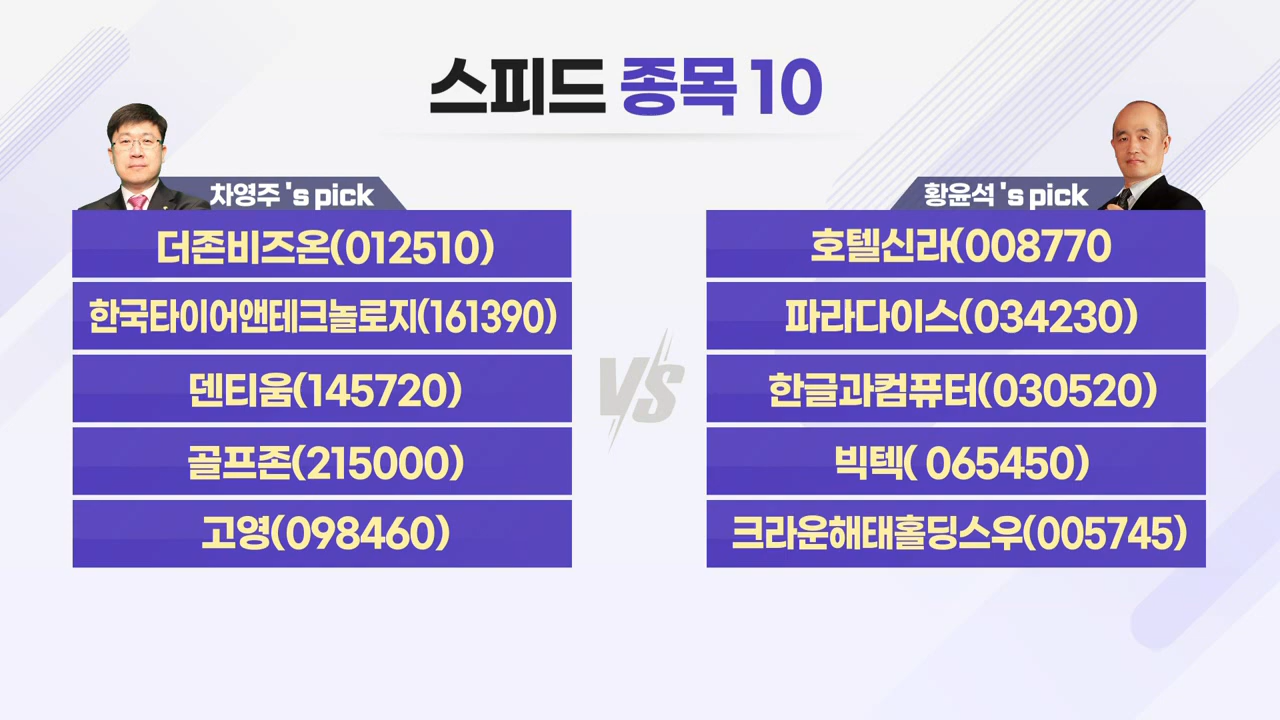 스피드 종목 10
차영주 's pick
더존비즈온(012510)
한국타이어앤테크놀로지(161390)
덴티움(145720)
골프존(215000)
고영(098460)
VS
황윤석 's pick
호텔신라(008770
파라다이스(034230)
한글과컴퓨터(030520)
빅텍( 065450)
크라운해태홀딩스우(005745)